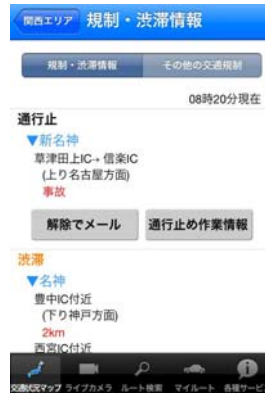 関西エリア 規制・渋滞情報
規制・渋滞情報 その他の交通規制
08時20分現在
通行止
▼新名神
草津田上IC→信楽IC
(上り名古屋方面)
事故
解除でメール 通行止め作業情報
渋滞
▼名神
豊中IC付近
(下り神戸方面)
2km
西宮IC付近
交通状況マップ ライブカメラ ルート検索 マイルート 各種サービ